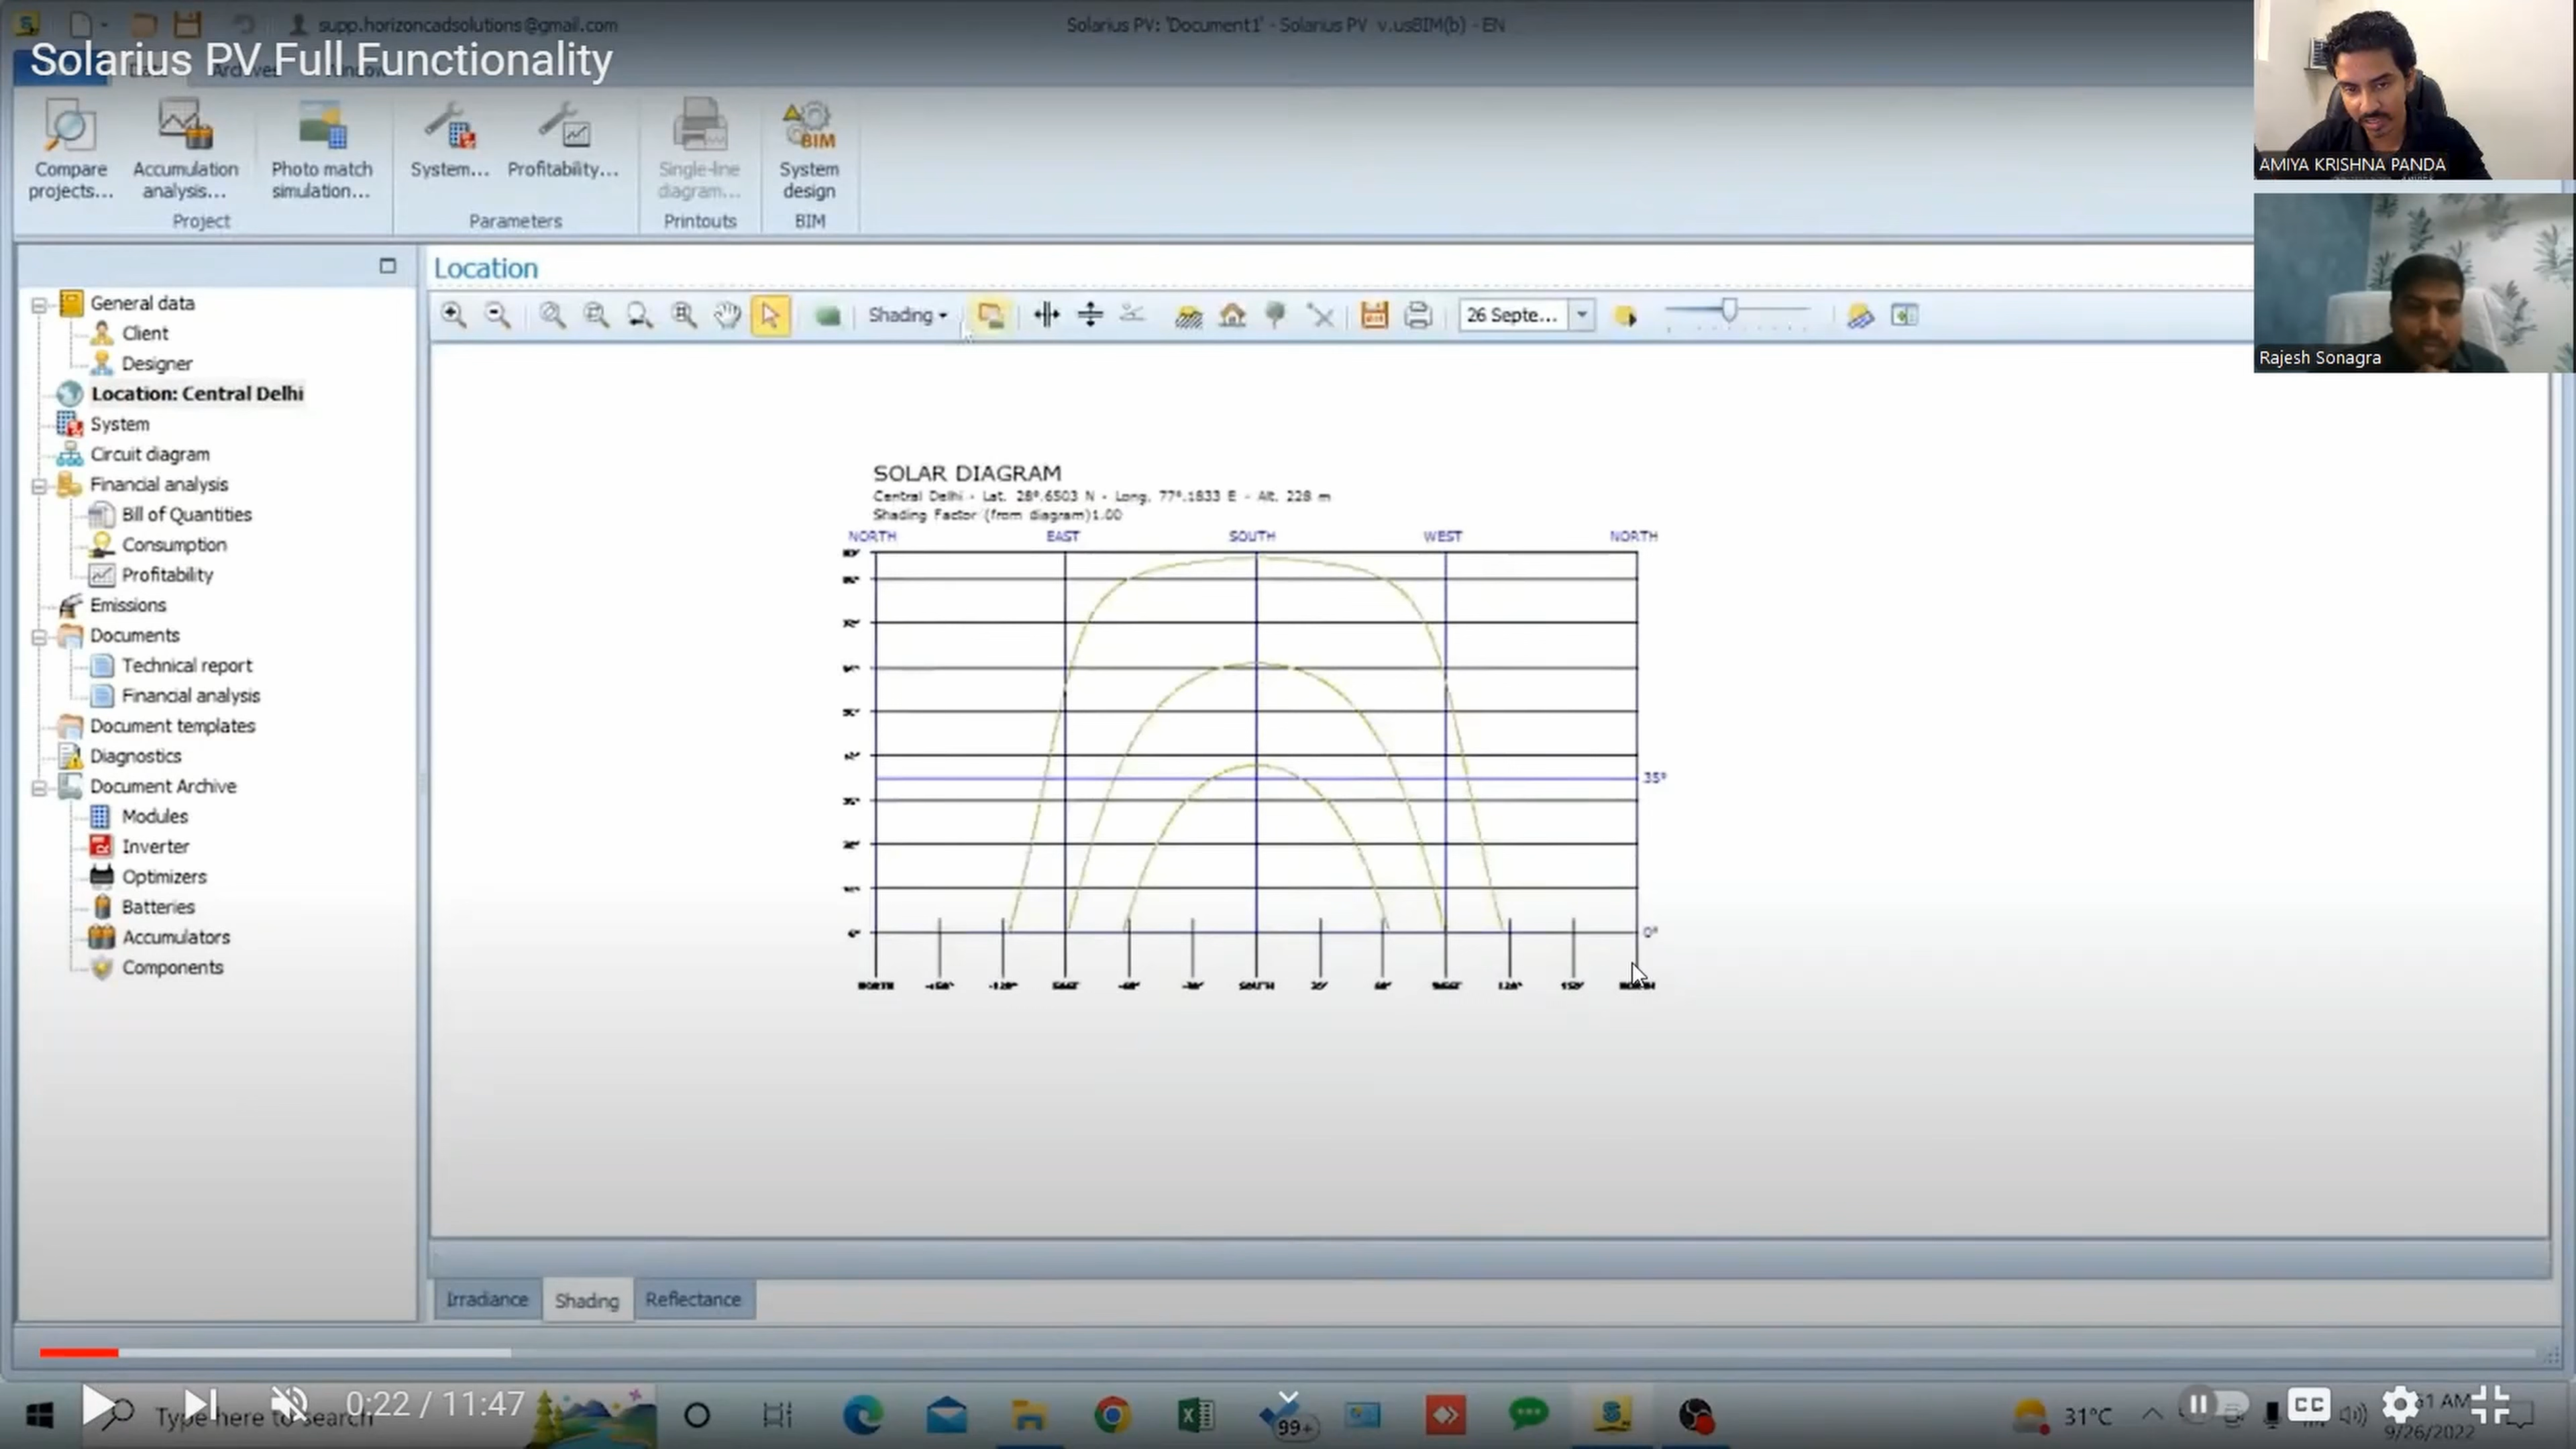 supp.horizoncadsolutions@gmail.com
Solarius PV: 'Document1' - Solarius PV v.usBIM(b) - EN
Solarius PV Full Functionality
Archives
Compare projects...
Accumulation analysis...
Photo match simulation...
System...
Profitability...
Single-line diagram...
System design
BIM
Project
Parameters
Printouts
BIM
AMIYA KRISHNA PANDA
Rajesh Sonagra
General data
Client
Designer
Location: Central Delhi
System
Circuit diagram
Financial analysis
Bill of Quantities
Consumption
Profitability
Emissions
Documents
Technical report
Financial analysis
Document templates
Diagnostics
Document Archive
Modules
Inverter
Optimizers
Batteries
Accumulators
Components
Location
Shading
26 Septe...
SOLAR DIAGRAM
Central Delhi - Lat. 28°.6503 N - Long. 77°.1833 E - Alt. 228 m
Shading Factor (from diagram)1.00
NORTH EAST SOUTH WEST NORTH
35°
0°
Irradiance
Shading
Reflectance
0:22 / 11:47
Type here to search
99+
31°C
CC
9/26/2022